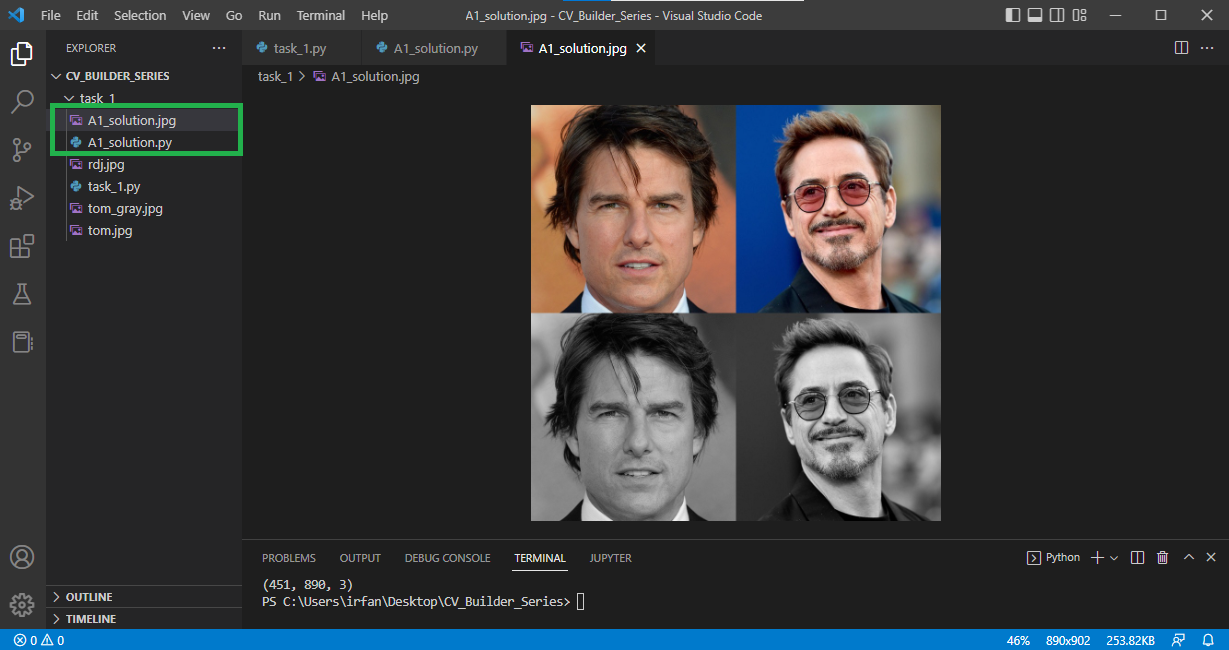 File Edit Selection View Go Run Terminal Help
A1_solution.jpg - CV_Builder_Series - Visual Studio Code
EXPLORER
CV_BUILDER_SERIES
task_1
A1_solution.jpg
A1_solution.py
rdj.jpg
task_1.py
tom_gray.jpg
tom.jpg
OUTLINE
TIMELINE
task_1.py A1_solution.py A1_solution.jpg
task_1 A1_solution.jpg
PROBLEMS OUTPUT DEBUG CONSOLE TERMINAL JUPYTER
Python
(451, 890, 3)
PS C:\Users\irfan\Desktop\CV_Builder_Series>
0 0
46% 890x902 253.82KB